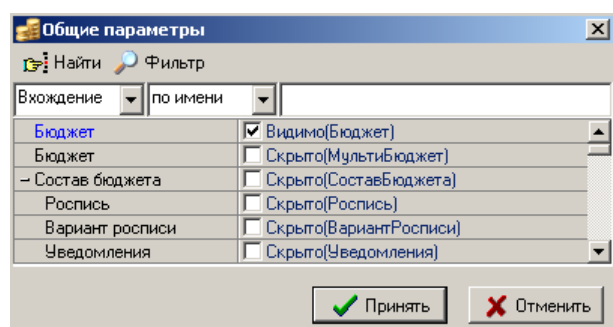 Общие параметры
Найти Фильтр
Вхождение по имени
Бюджет Видимо(Бюджет)
Бюджет Скрыто(МультиБюджет)
– Состав бюджета Скрыто(СоставБюджета)
Роспись Скрыто(Роспись)
Вариант росписи Скрыто(ВариантРосписи)
Уведомления Скрыто(Уведомления)
Принять Отменить